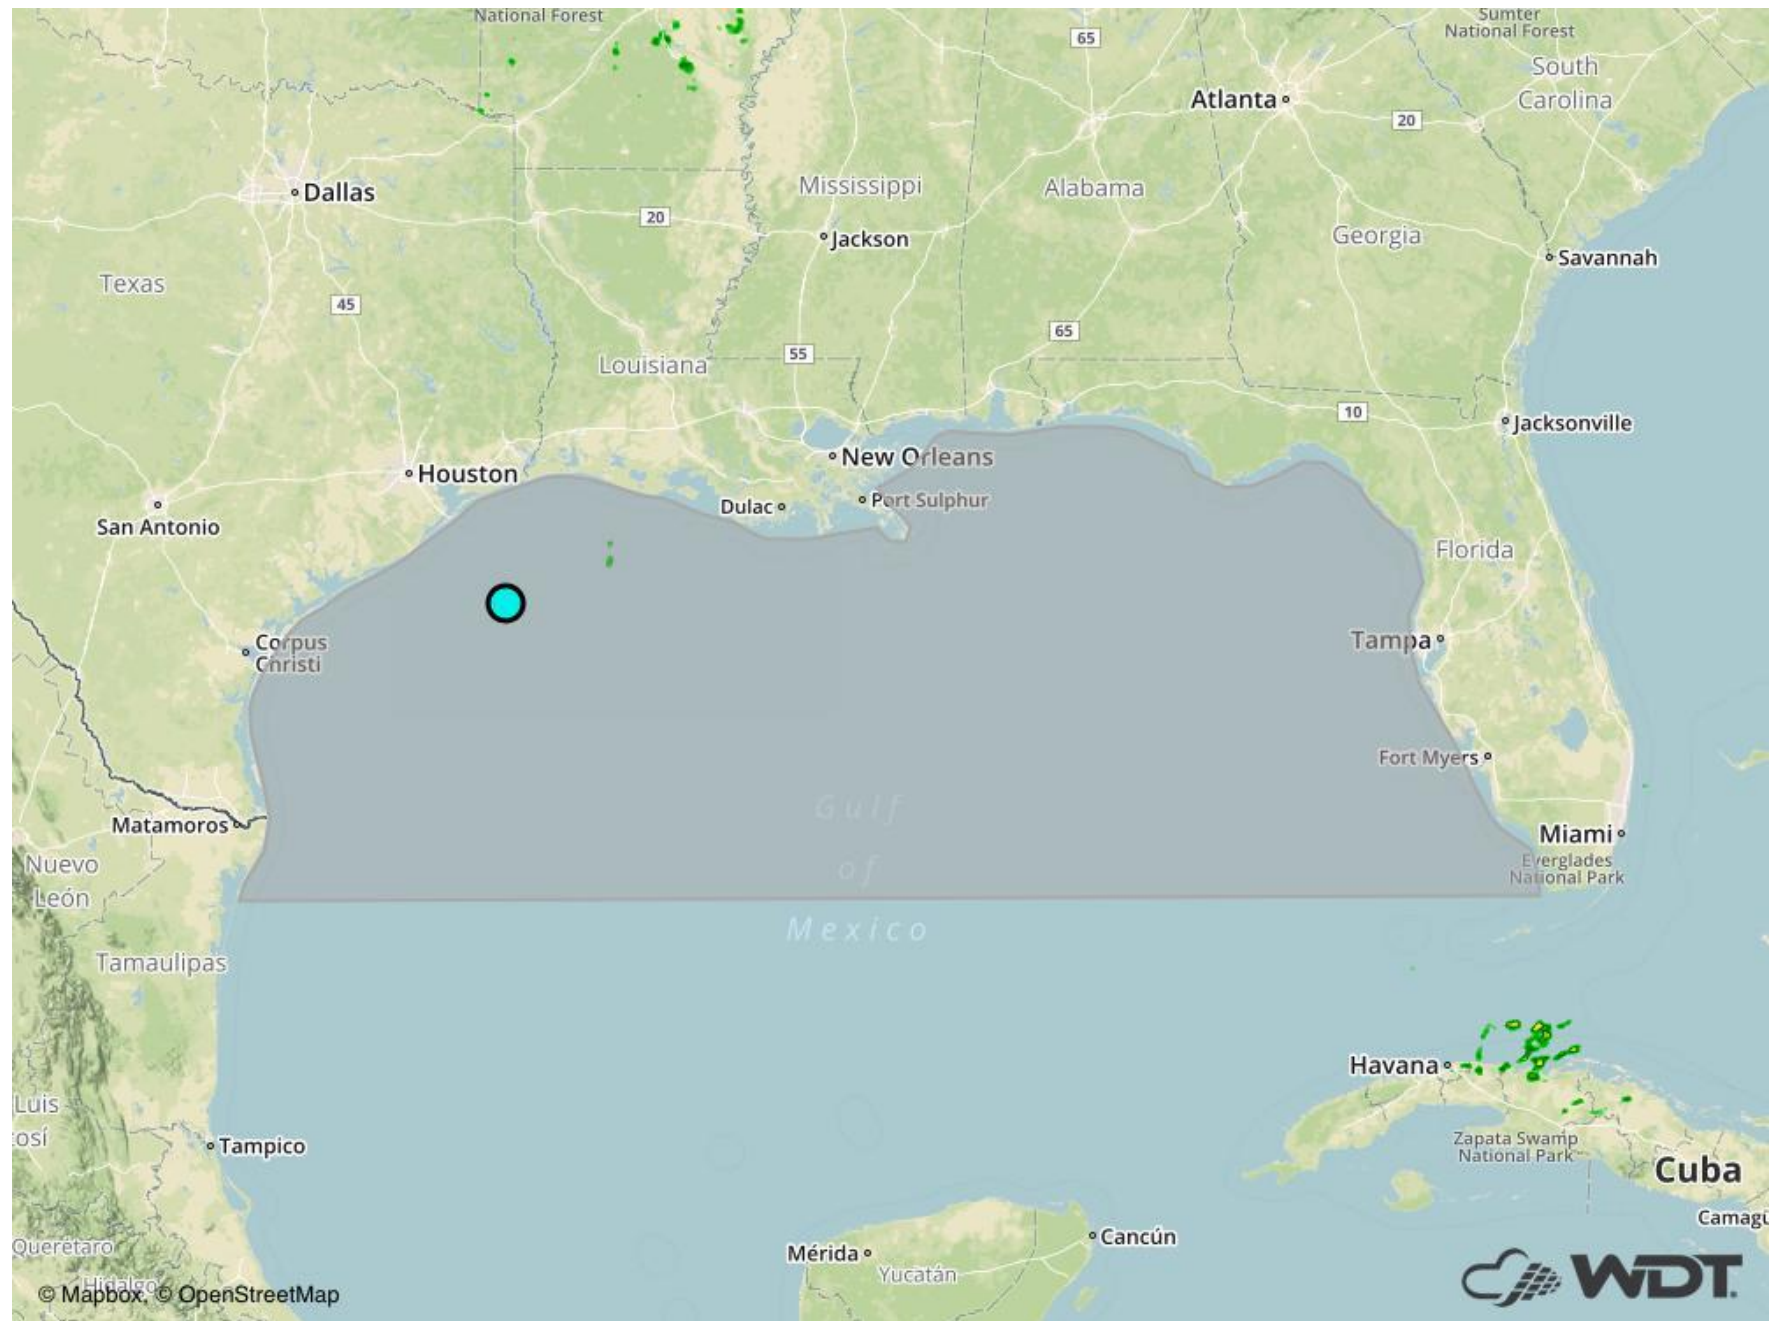 National Forest
Sumter
National Forest
65
South
Carolina
Atlanta
20
Dallas
Mississippi
Alabama
20
Jackson
Georgia
Savannah
Texas
45
65
Louisiana
55
10
Jacksonville
New Orleans
Houston
Dulac
Port Sulphur
San Antonio
Florida
Corpus
Christi
Tampa
Fort Myers
Gulf
of
Mexico
Matamoros
Miami
Everglades
National Park
Nuevo
León
Tamaulipas
Havana
Luis
osí
Tampico
Zapata Swamp
National Park
Cuba
Camagü
Cancún
Mérida
Yucatán
Querétaro
Hidalgo
© Mapbox, © OpenStreetMap
WDT